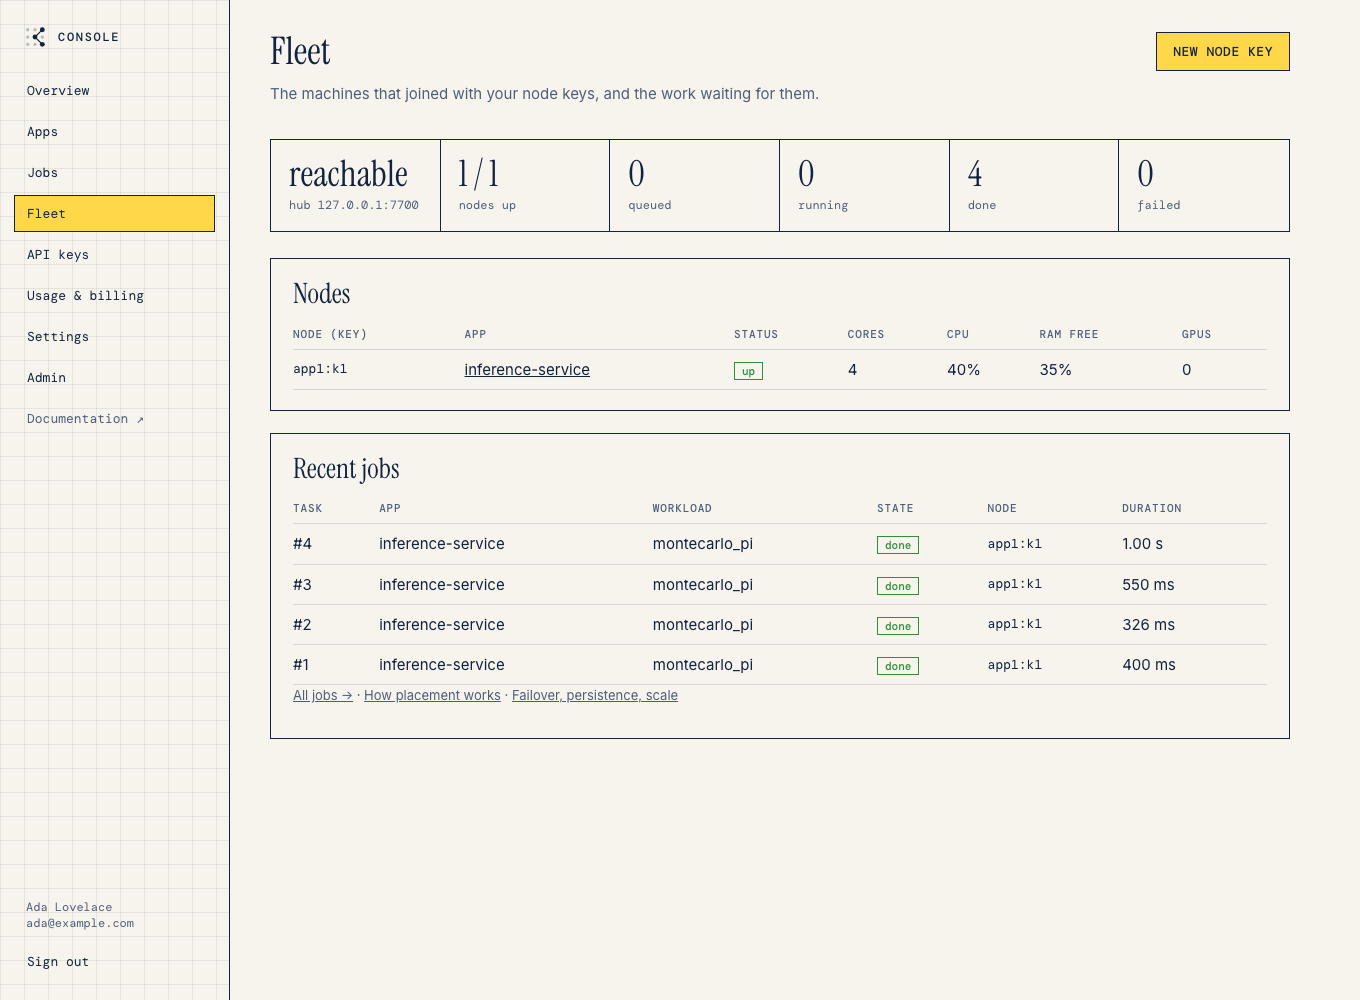 CONSOLE
Overview
Apps
Jobs
Fleet
API keys
Usage & billing
Settings
Admin
Documentation ↗
Ada Lovelace
ada@example.com
Sign out
Fleet
NEW NODE KEY
The machines that joined with your node keys, and the work waiting for them.
reachable
hub 127.0.0.1:7700
1 / 1
nodes up
0
queued
0
running
4
done
0
failed
Nodes
NODE (KEY) APP STATUS CORES CPU RAM FREE GPUS
app1:k1 inference-service up 4 40% 35% 0
Recent jobs
TASK APP WORKLOAD STATE NODE DURATION
#4 inference-service montecarlo_pi done app1:k1 1.00 s
#3 inference-service montecarlo_pi done app1:k1 550 ms
#2 inference-service montecarlo_pi done app1:k1 326 ms
#1 inference-service montecarlo_pi done app1:k1 400 ms
All jobs → · How placement works · Failover, persistence, scale